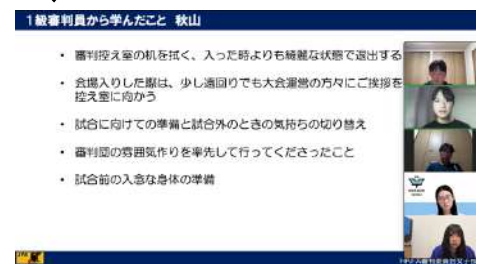 1級審判員から学んだこと 秋山
• 審判控え室の机を拭く、入った時よりも綺麗な状態で退出する
• 会場入りした際は、少し遠回りでも大会運営の方々にご挨拶を
控え室に向かう
• 試合に向けての準備と試合外のときの気持ちの切り替え
• 審判団の雰囲気作りを率先して行ってくださったこと
• 試合前の入念な身体の準備